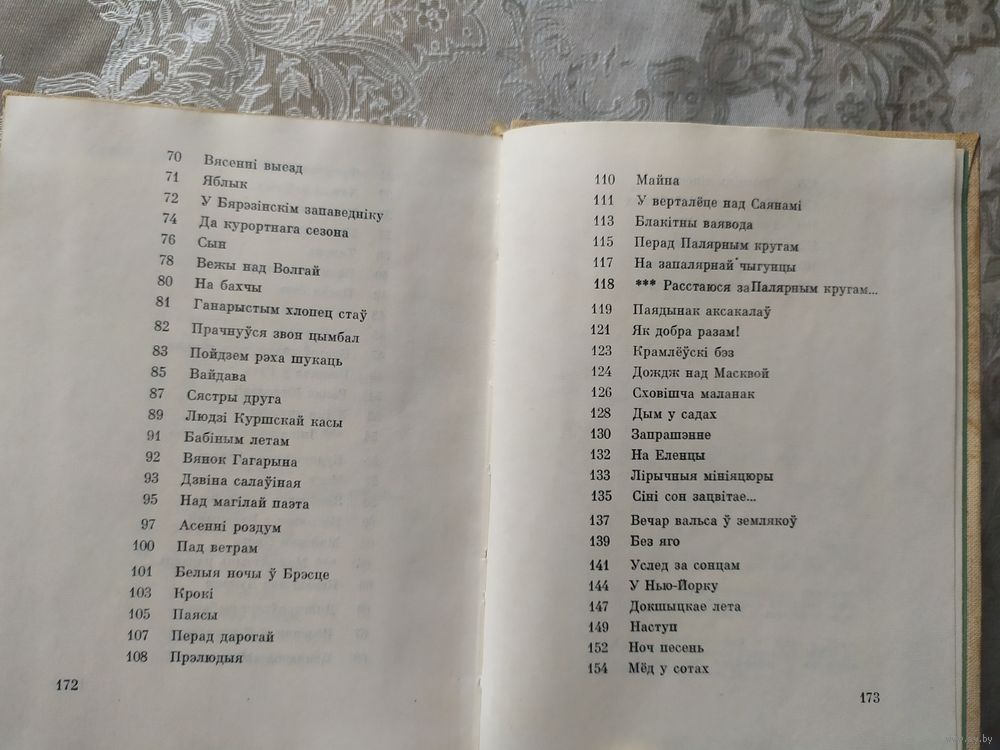 70 Вясенні выезд
71 Яблык
72 У Бярэзінскім запаведніку
74 Да курортнага сезона
76 Сын
78 Вежы над Волгай
80 На бахчы
81 Ганарыстым хлопец стаў
82 Прачнуўся звон цымбал
83 Пойдзем рэха шукаць
85 Вайдава
87 Сястры друга
89 Людзі Куршскай касы
91 Бабіным летам
92 Вянок Гагарына
93 Дзвіна салаўіная
95 Над магілай паэта
97 Асенні роздум
100 Пад ветрам
101 Белыя ночы ў Брэсце
103 Крокі
105 Паясы
107 Перад дарогай
108 Прэлюдыя
172
110 Майна
111 У верталёце над Саянамі
113 Блакітны ваявода
115 Перад Палярным кругам
117 На запалярнай чыгунцы
118 *** Расстаюся за Палярным кругам...
119 Паядынак аксакалаў
121 Як добра разам!
123 Крамлёўскі бэз
124 Дождж над Масквой
126 Сховішча маланак
128 Дым у садах
130 Запрашэнне
132 На Еленцы
133 Лірычныя мініяцюры
135 Сіні сон зацвітае...
137 Вечар вальса ў землякоў
139 Без яго
141 Услед за сонцам
144 У Нью-Йорку
147 Докшыцкае лета
149 Наступ
152 Ноч песень
154 Мёд у сотах
173
www.ay.by